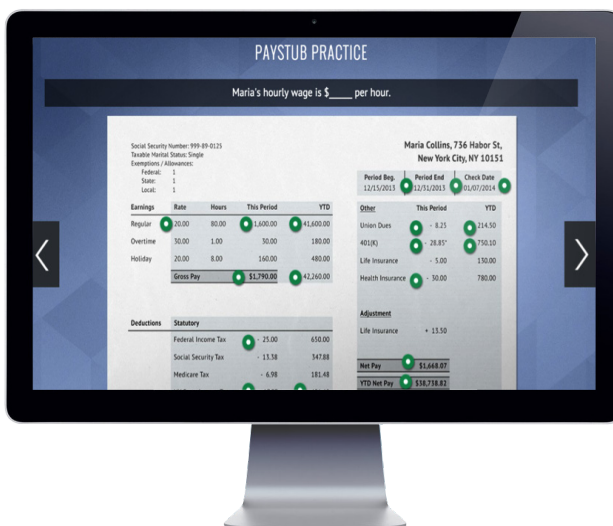 PAYSTUB PRACTICE
Maria's hourly wage is $_____ per hour.
Social Security Number: 999-89-0125
Taxable Marital Status: Single
Exemptions / Allowances:
Federal: 1
State: 1
Local: 1
Maria Collins, 736 Habor St,
New York City, NY 10151
Period Beg. Period End Check Date
12/15/2013 12/31/2013 01/07/2014
Earnings Rate Hours This Period YTD
Regular 20.00 80.00 1,600.00 41,600.00
Overtime 30.00 1.00 30.00 180.00
Holiday 20.00 8.00 160.00 480.00
Gross Pay $1,790.00 42,260.00
Other This Period YTD
Union Dues - 8.25 214.50
401(K) - 28.85* 750.10
Life Insurance - 5.00 130.00
Health Insurance - 30.00 780.00
Adjustment
Life Insurance + 13.50
Net Pay $1,668.07
YTD Net Pay $38,738.82
Deductions Statutory
Federal Income Tax - 25.00 650.00
Social Security Tax - 13.38 347.88
Medicare Tax - 6.98 181.48